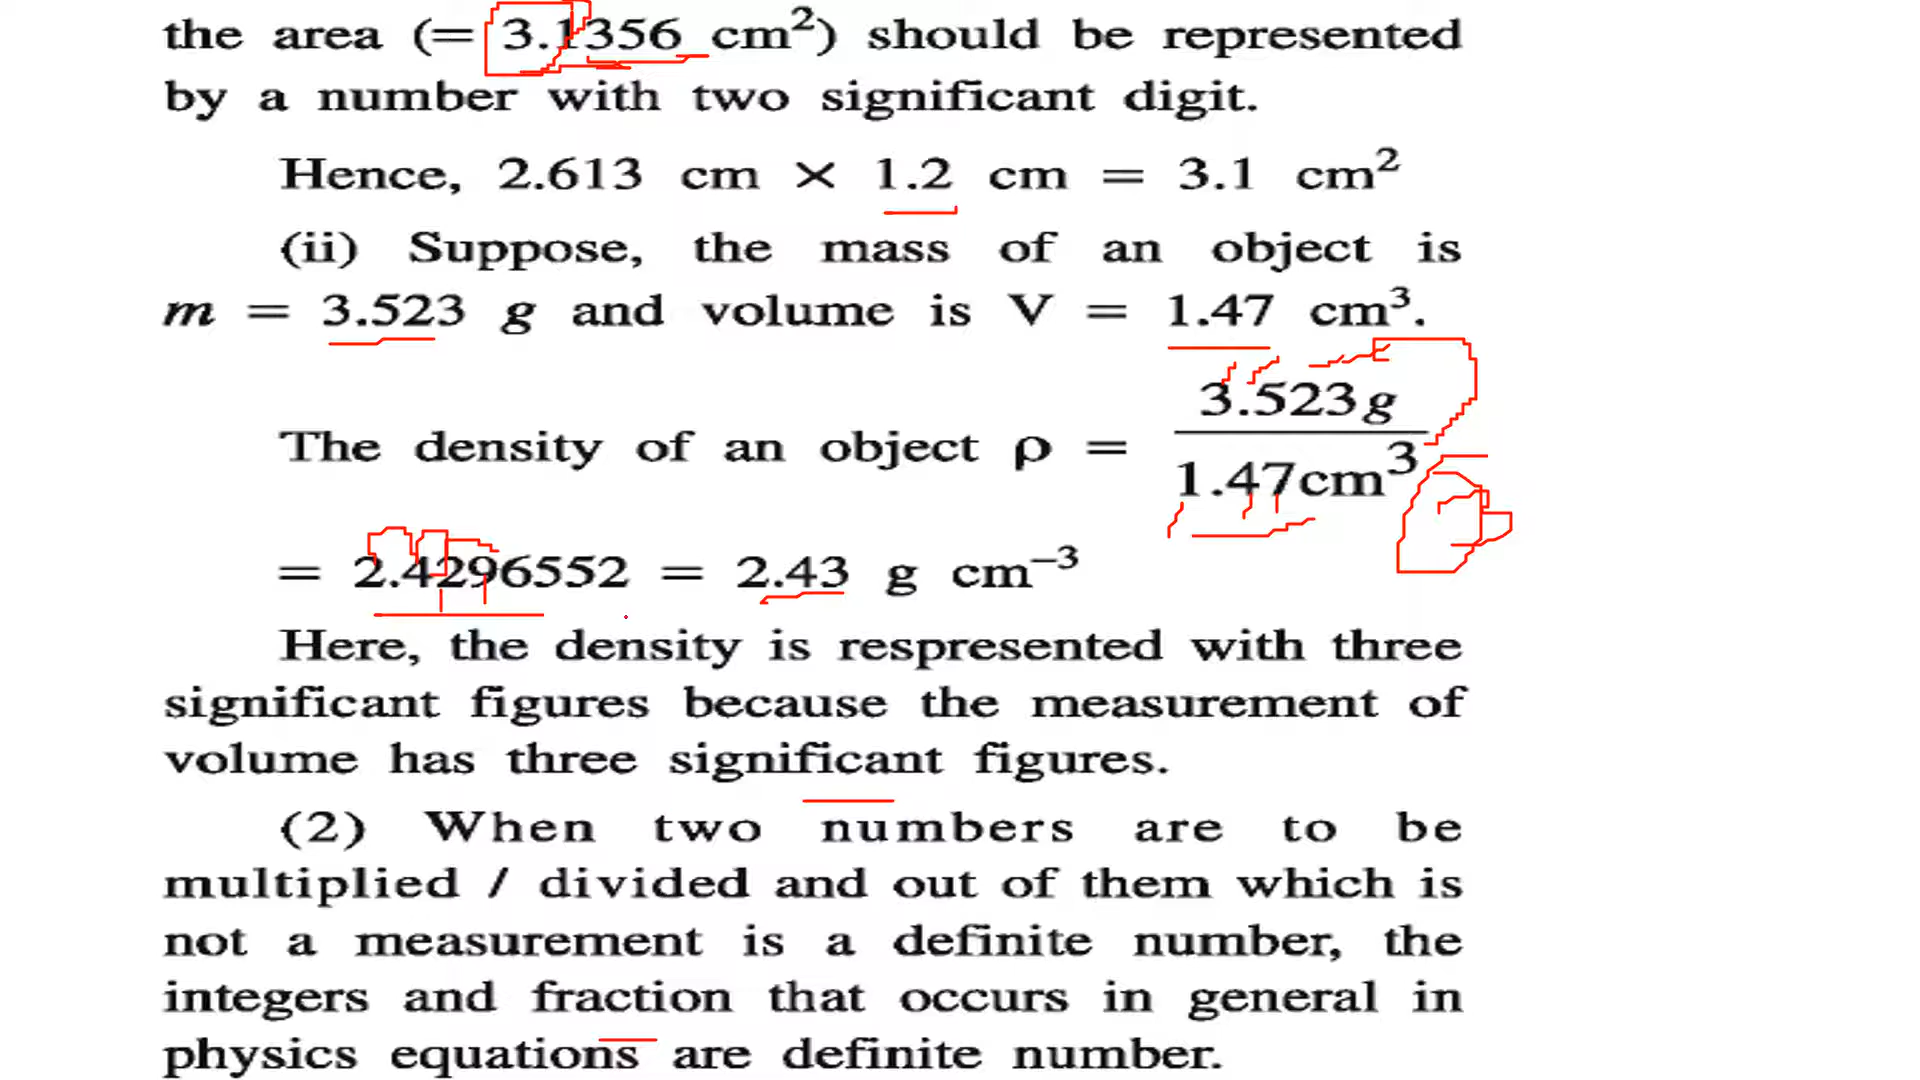 the area (= 3.1356 cm²) should be represented
by a number with two significant digit.
Hence, 2.613 cm × 1.2 cm = 3.1 cm²
(ii) Suppose, the mass of an object is
m = 3.523 g and volume is V = 1.47 cm³.
The density of an object ρ = 3.523g / 1.47cm³
= 2.4296552 = 2.43 g cm⁻³
Here, the density is respresented with three
significant figures because the measurement of
volume has three significant figures.
(2) When two numbers are to be
multiplied / divided and out of them which is
not a measurement is a definite number, the
integers and fraction that occurs in general in
physics equations are definite number.